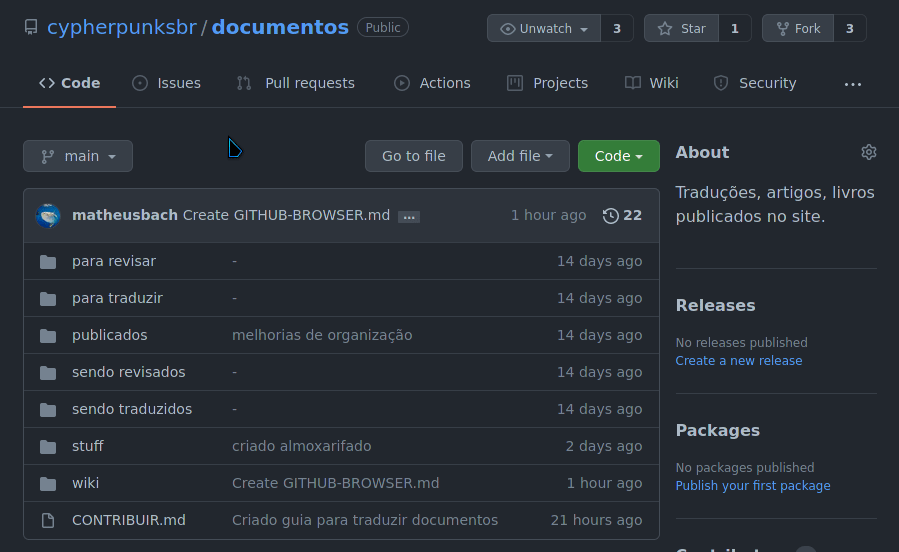 cypherpunksbr / documentos Public Unwatch 3 Star 1 Fork 3
Code Issues Pull requests Actions Projects Wiki Security ...
main Go to file Add file Code
matheusbach Create GITHUB-BROWSER.md ... 1 hour ago 22
para revisar - 14 days ago
para traduzir - 14 days ago
publicados melhorias de organização 14 days ago
sendo revisados - 14 days ago
sendo traduzidos - 14 days ago
stuff criado almoxarifado 2 days ago
wiki Create GITHUB-BROWSER.md 1 hour ago
CONTRIBUIR.md Criado guia para traduzir documentos 21 hours ago
About
Traduções, artigos, livros
publicados no site.
Releases
No releases published
Create a new release
Packages
No packages published
Publish your first package